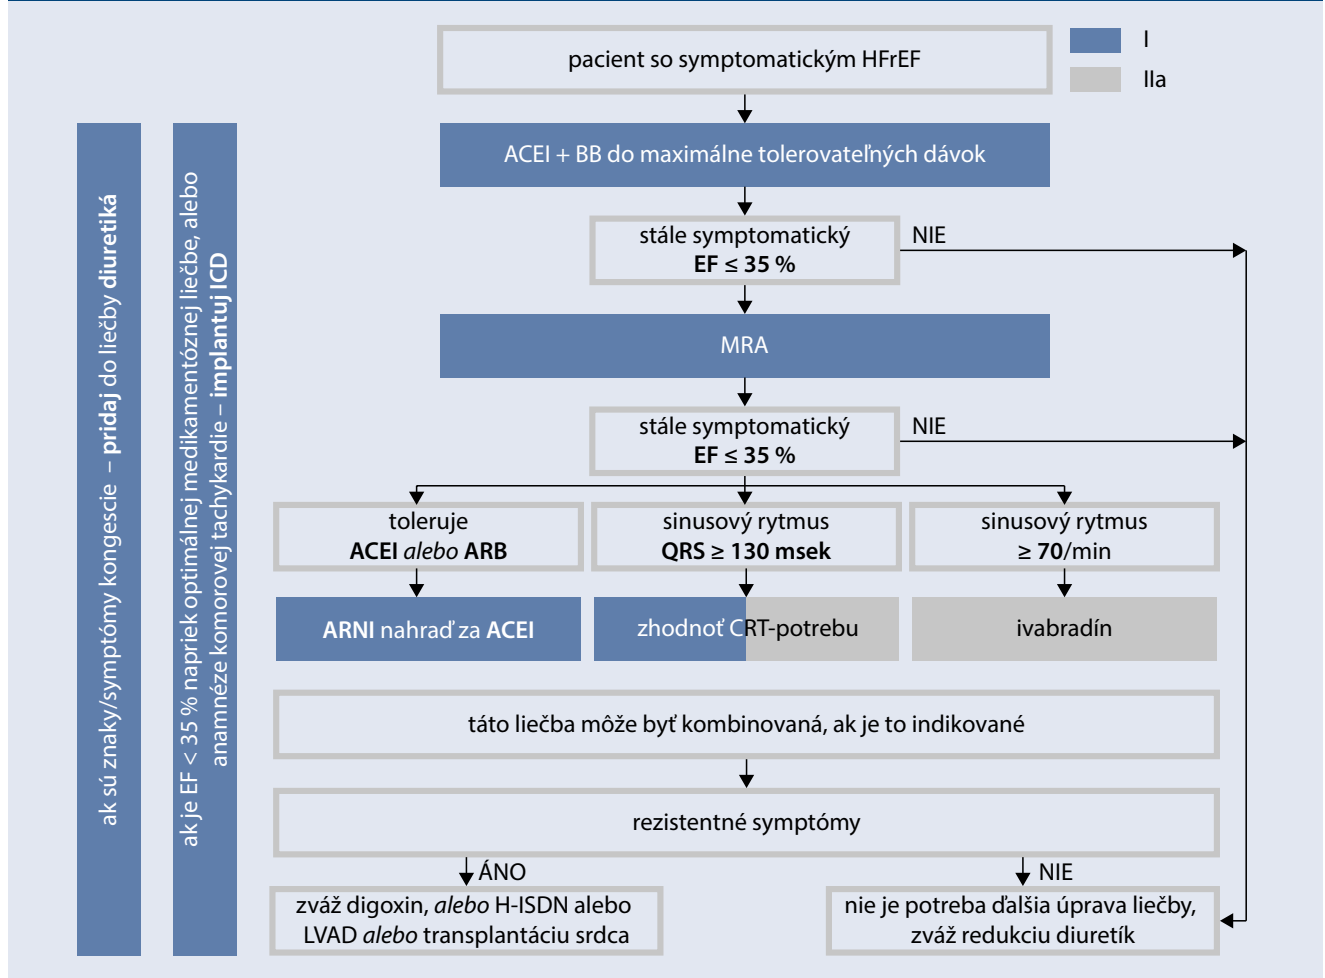 pacient so symptomatickým HFrEF
I
IIa
ak sú znaky/symptómy kongescie – pridaj do liečby diuretiká
ak je EF < 35 % napriek optimálnej medikamentóznej liečbe, alebo
anamnéze komorovej tachykardie – implantuj ICD
ACEI + BB do maximálne tolerovateľných dávok
stále symptomatický
EF ≤ 35 %
NIE
MRA
stále symptomatický
EF ≤ 35 %
NIE
toleruje
ACEI alebo ARB
sinusový rytmus
QRS ≥ 130 msek
sinusový rytmus
≥ 70/min
ARNI nahraď za ACEI
zhodnoť CRT-potrebu
ivabradín
táto liečba môže byť kombinovaná, ak je to indikované
rezistentné symptómy
ÁNO
NIE
zváž digoxin, alebo H-ISDN alebo
LVAD alebo transplantáciu srdca
nie je potreba ďalšia úprava liečby,
zváž redukciu diuretík